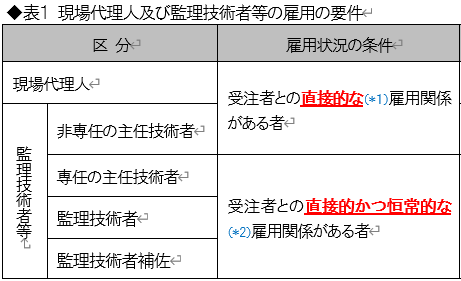 ◆表1 現場代理人及び監理技術者等の雇用の要件
区 分
雇用状況の条件
現場代理人
受注者との直接的な(*1)雇用関係
がある者
監理技術者等
非専任の主任技術者
専任の主任技術者
監理技術者
監理技術者補佐
受注者との直接的かつ恒常的な
(*2)雇用関係がある者